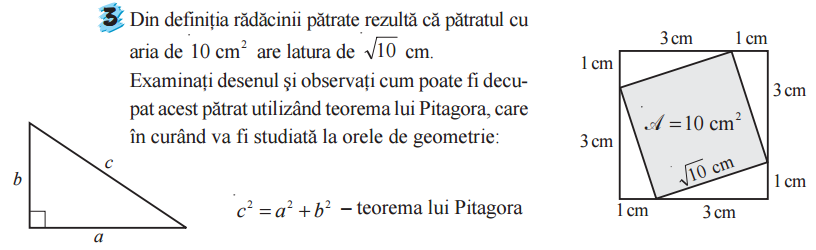 3 Din definiția rădăcinii pătrate rezultă că pătratul cu
aria de 10 cm² are latura de √10 cm.
Examinați desenul și observați cum poate fi decu-
pat acest pătrat utilizând teorema lui Pitagora, care
în curând va fi studiată la orele de geometrie:
b
c
a
c² = a² + b² – teorema lui Pitagora
3 cm 1 cm
1 cm
3 cm
𝒜 = 10 cm²
3 cm
√10 cm
1 cm
1 cm 3 cm